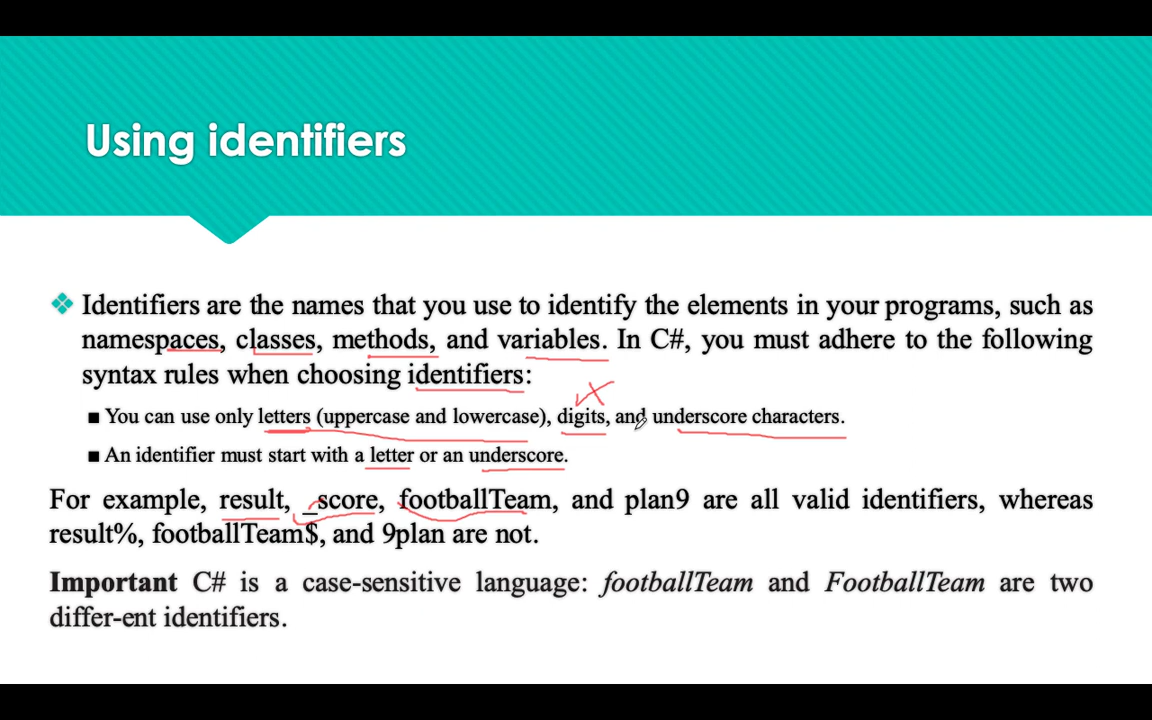 Using identifiers
Identifiers are the names that you use to identify the elements in your programs, such as
namespaces, classes, methods, and variables. In C#, you must adhere to the following
syntax rules when choosing identifiers:
You can use only letters (uppercase and lowercase), digits, and underscore characters.
An identifier must start with a letter or an underscore.
For example, result, _score, footballTeam, and plan9 are all valid identifiers, whereas
result%, footballTeam$, and 9plan are not.
Important C# is a case-sensitive language: footballTeam and FootballTeam are two
differ-ent identifiers.